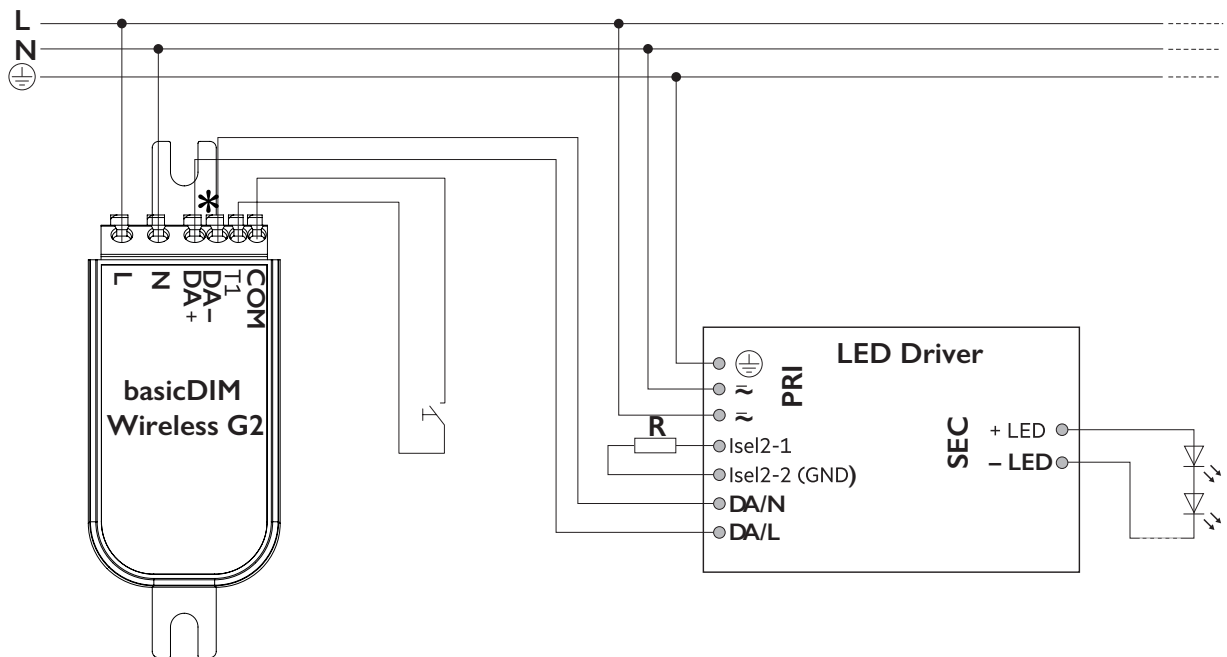 L
N
*
L
N
DA+
DA−
T1
COM
basicDIM
Wireless G2
LED Driver
PRI
~
~
R
Isel2-1
Isel2-2 (GND)
DA/N
DA/L
SEC
+ LED
− LED